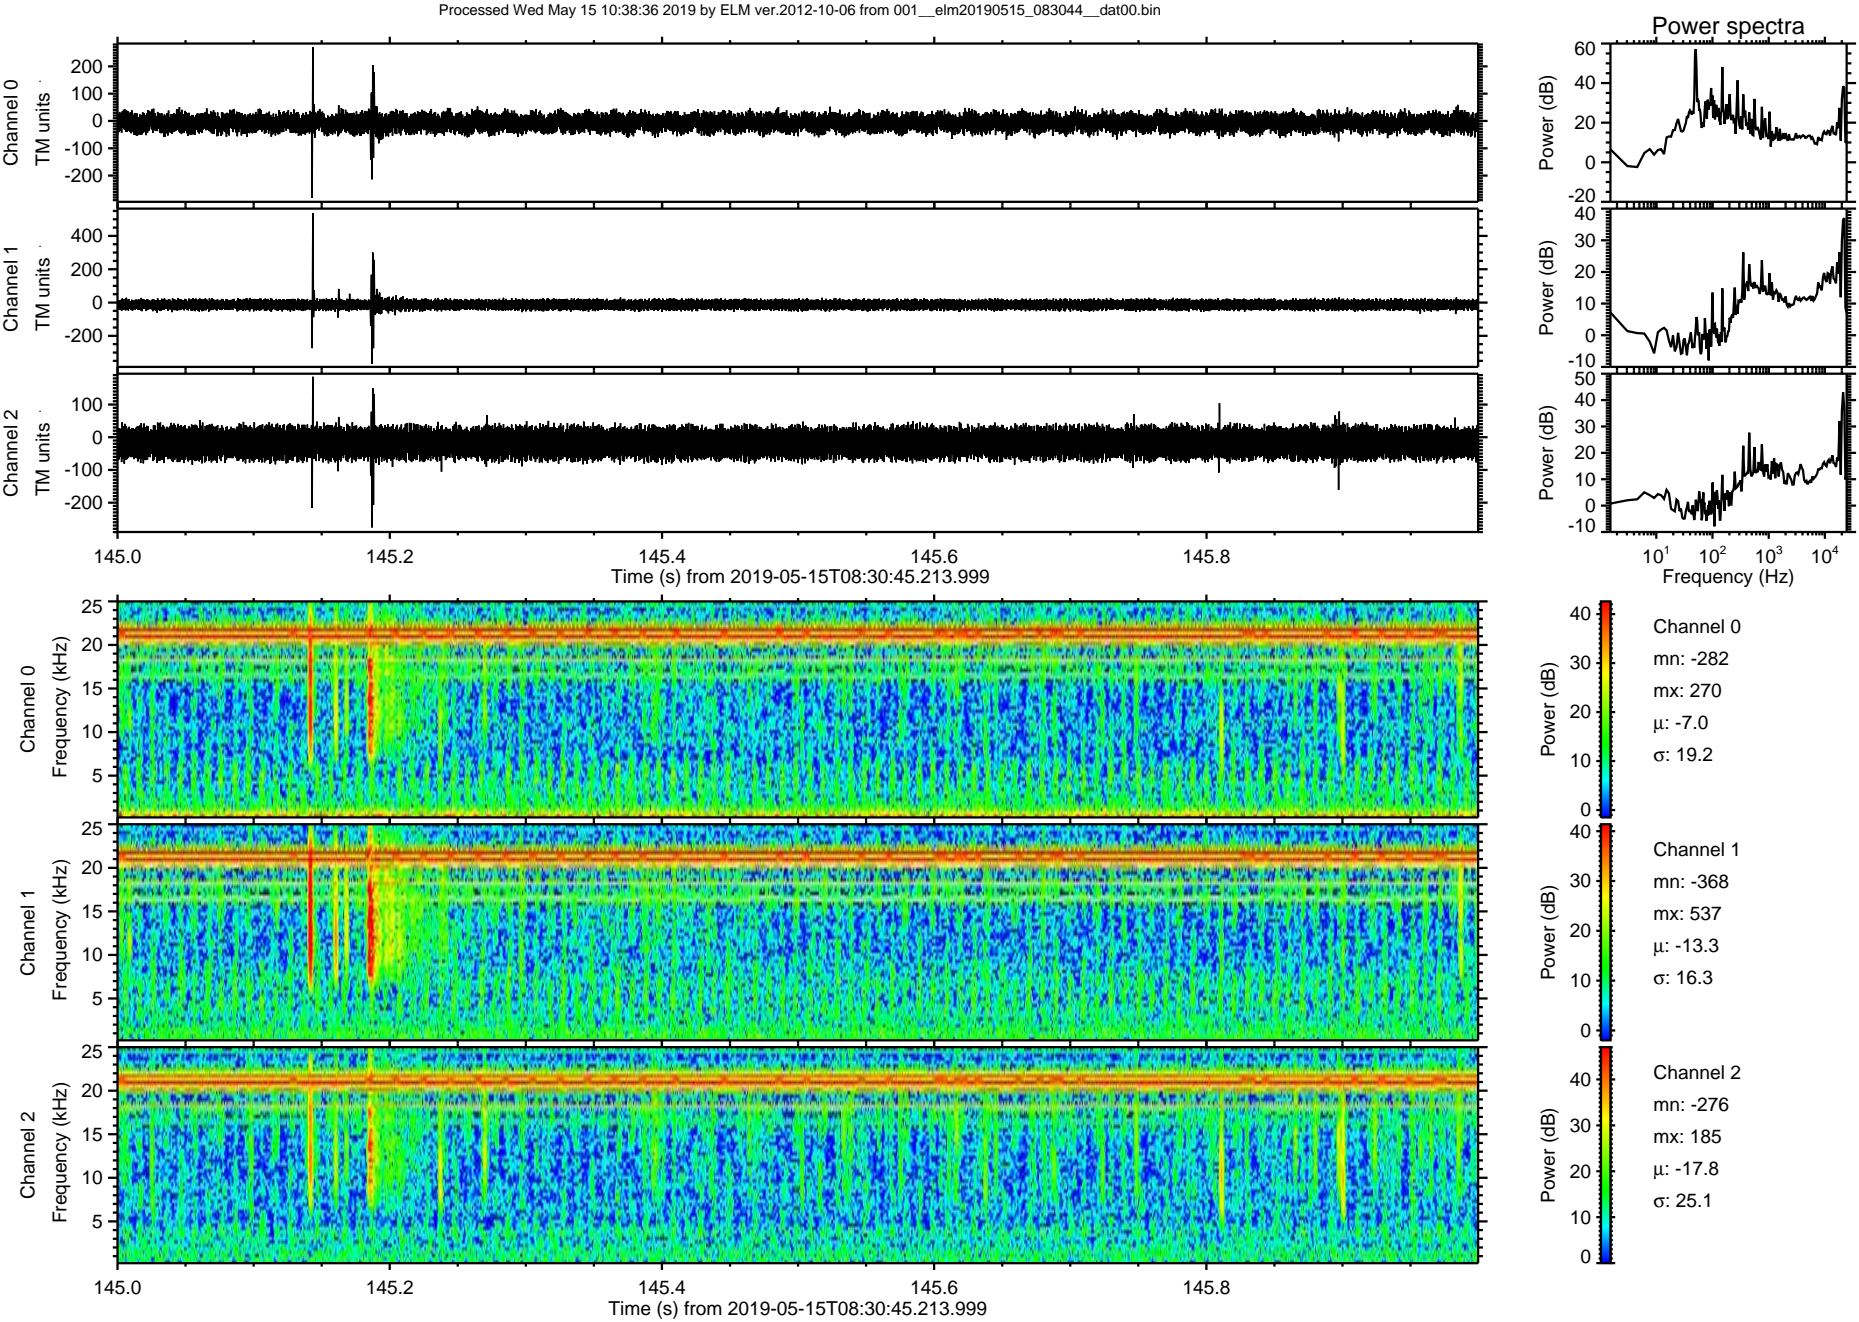 Processed Wed May 15 10:38:36 2019 by ELM ver.2012-10-06 from 001__elm20190515_083044__dat00.bin
Power spectra
Channel 0
TM units
200
100
0
-100
-200
Power (dB)
60
40
20
0
-20
Channel 1
TM units
400
200
0
-200
Power (dB)
40
30
20
10
0
-10
Channel 2
TM units
100
0
-100
-200
Power (dB)
50
40
30
20
10
0
-10
145.0 145.2 145.4 145.6 145.8
Time (s) from 2019-05-15T08:30:45.213.999
10^1 10^2 10^3 10^4
Frequency (Hz)
Channel 0
Frequency (kHz)
25
20
15
10
5
Power (dB)
40
30
20
10
0
Channel 0
mn: -282
mx: 270
μ: -7.0
σ: 19.2
Channel 1
Frequency (kHz)
25
20
15
10
5
Power (dB)
40
30
20
10
0
Channel 1
mn: -368
mx: 537
μ: -13.3
σ: 16.3
Channel 2
Frequency (kHz)
25
20
15
10
5
Power (dB)
40
30
20
10
0
Channel 2
mn: -276
mx: 185
μ: -17.8
σ: 25.1
145.0 145.2 145.4 145.6 145.8
Time (s) from 2019-05-15T08:30:45.213.999